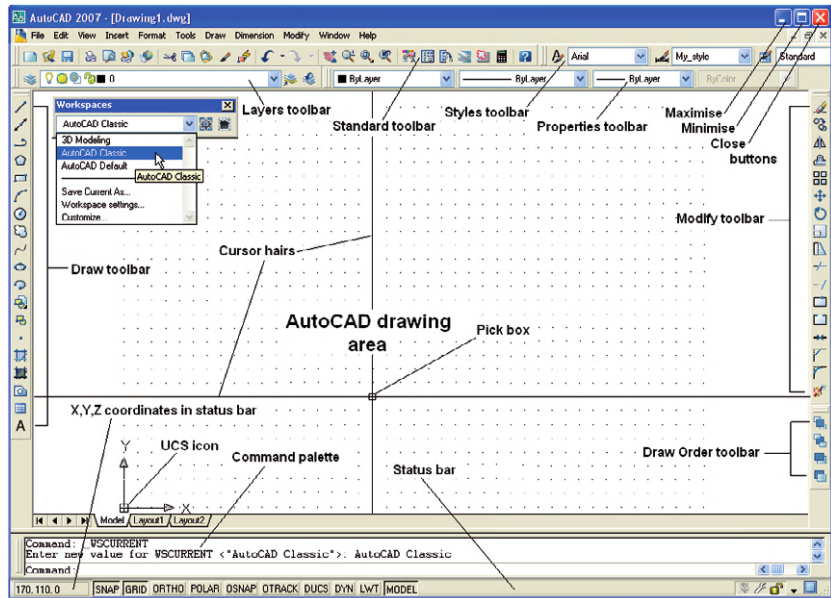 AutoCAD 2007 - [Drawing1.dwg]
File Edit View Insert Format Tools Draw Dimension Modify Window Help
Arial My_style Standard
0 ByLayer ByLayer ByLayer ByColor
Workspaces
AutoCAD Classic
3D Modeling
AutoCAD Classic
AutoCAD Default
AutoCAD Classic
Save Current As...
Workspace settings...
Customize...
Layers toolbar
Standard toolbar
Styles toolbar
Properties toolbar
Maximise
Minimise
Close
buttons
Modify toolbar
Cursor hairs
Draw toolbar
AutoCAD drawing
area
Pick box
X,Y,Z coordinates in status bar
A
Y
UCS icon
Command palette
Status bar
Draw Order toolbar
X
Model Layout1 Layout2
Command: _WSCURRENT
Enter new value for WSCURRENT <"AutoCAD Classic">: AutoCAD Classic
Command:
170, 110, 0 SNAP GRID ORTHO POLAR OSNAP OTRACK DUCS DYN LWT MODEL